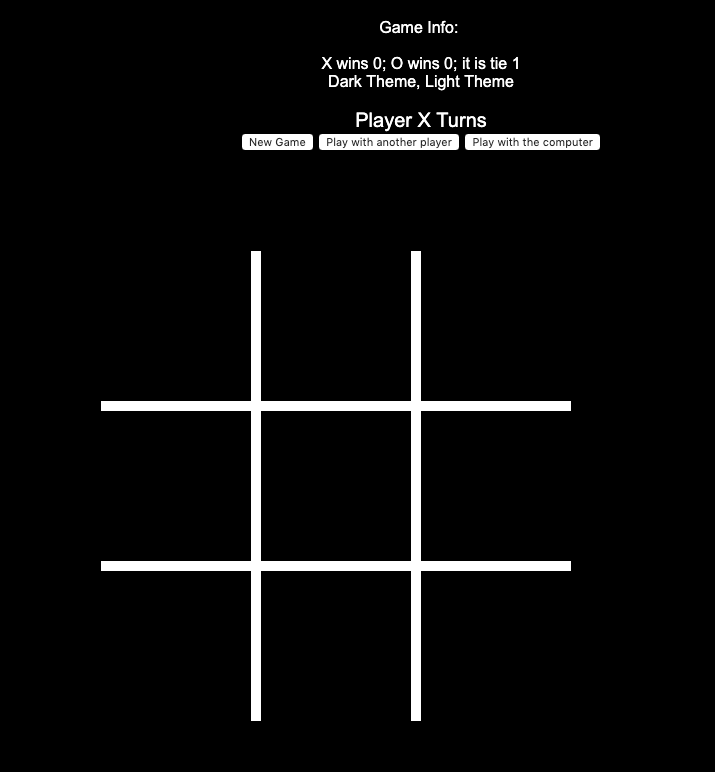 Game Info:
X wins 0; O wins 0; it is tie 1
Dark Theme, Light Theme
Player X Turns
New Game Play with another player Play with the computer